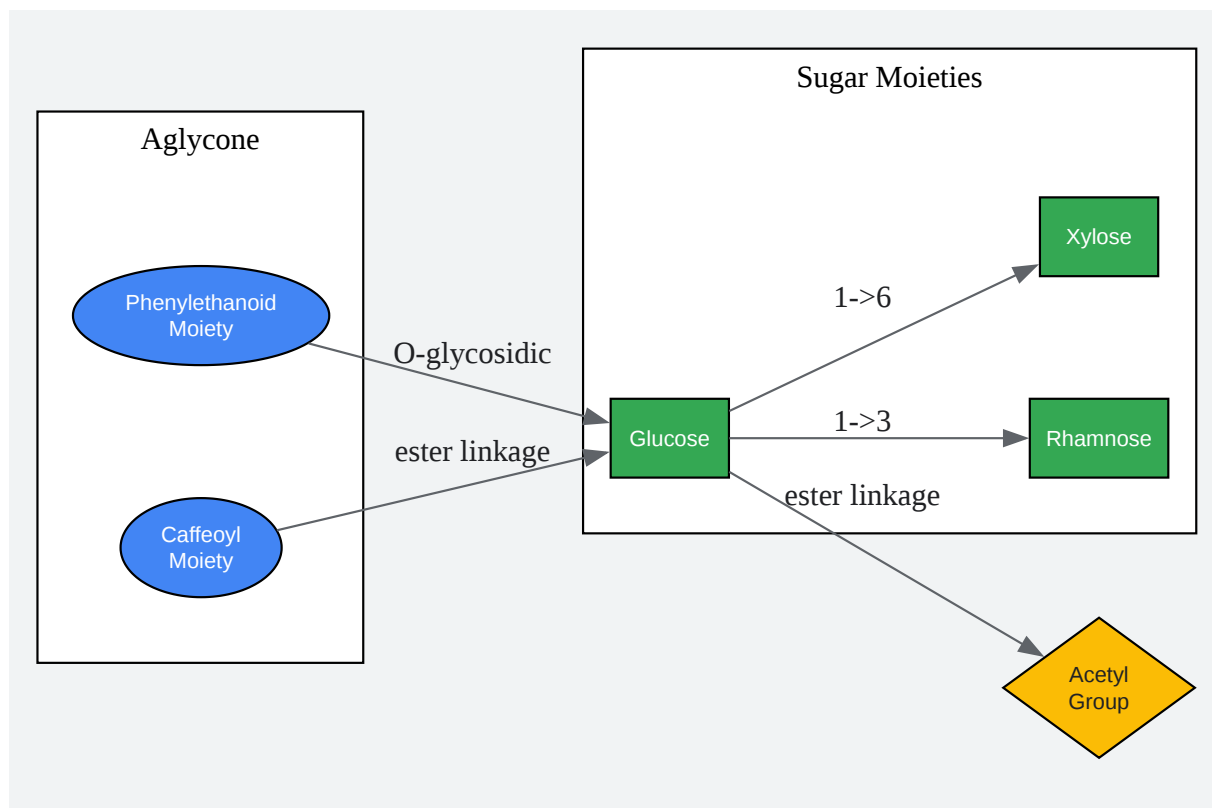 Aglycone
Phenylethanoid
Moiety
Caffeoyl
Moiety
O-glycosidic
ester linkage
Sugar Moieties
Glucose
1->6
Xylose
1->3
Rhamnose
ester linkage
Acetyl
Group